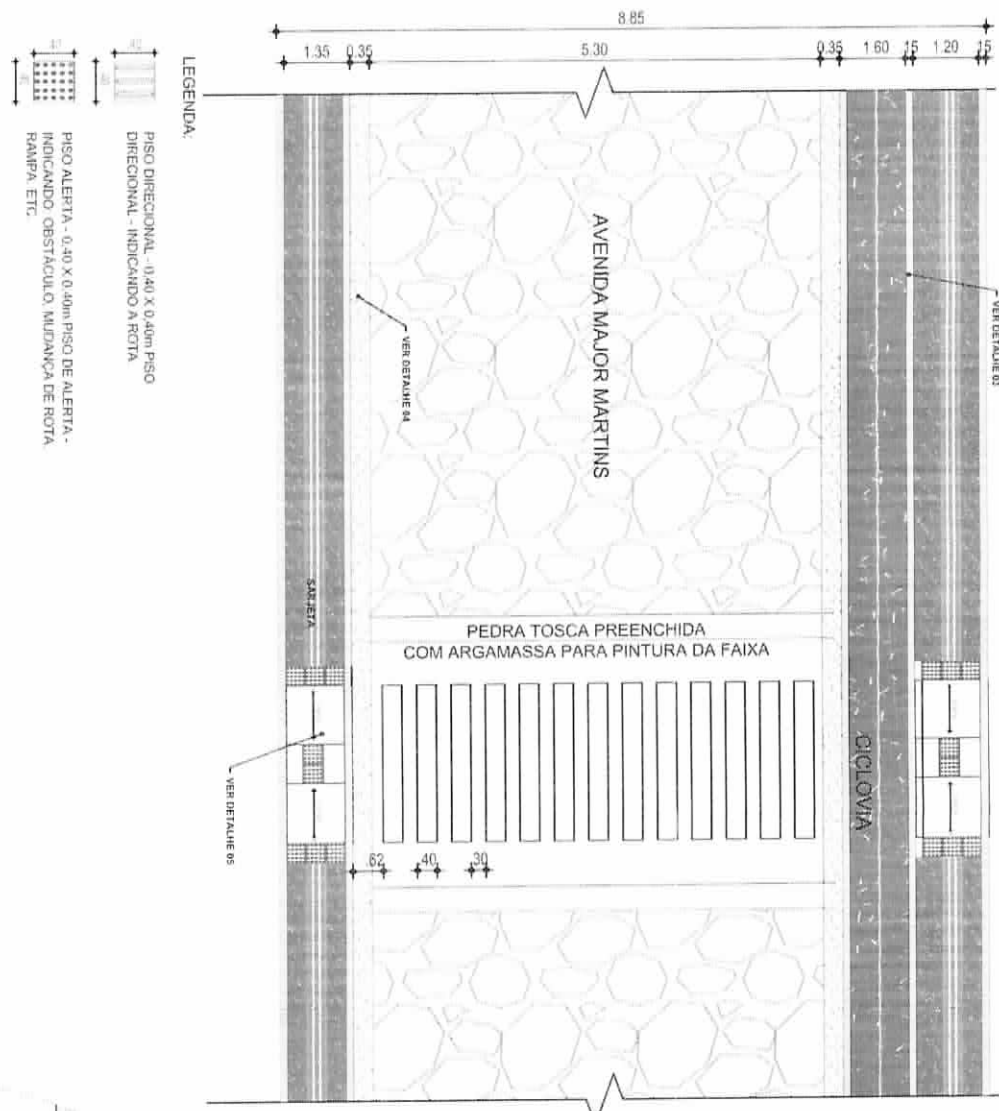 8.85
1.35
0.35
5.30
0.35
1.60
15
1.20
15
LEGENDA:
PISO DIRECIONAL - 0,40 X 0,40m PISO
DIRECIONAL - INDICANDO A ROTA
PISO ALERTA - 0,40 X 0,40m PISO DE ALERTA -
INDICANDO: OBSTÁCULO, MUDANÇA DE ROTA,
RAMPA, ETC.
AVENIDA MAJOR MARTINS
VER DETALHE 03
VER DETALHE 04
SARJETA
PEDRA TOSCA PREENCHIDA
COM ARGAMASSA PARA PINTURA DA FAIXA
CICLOVIA
VER DETALHE 05
.62
.40
.30